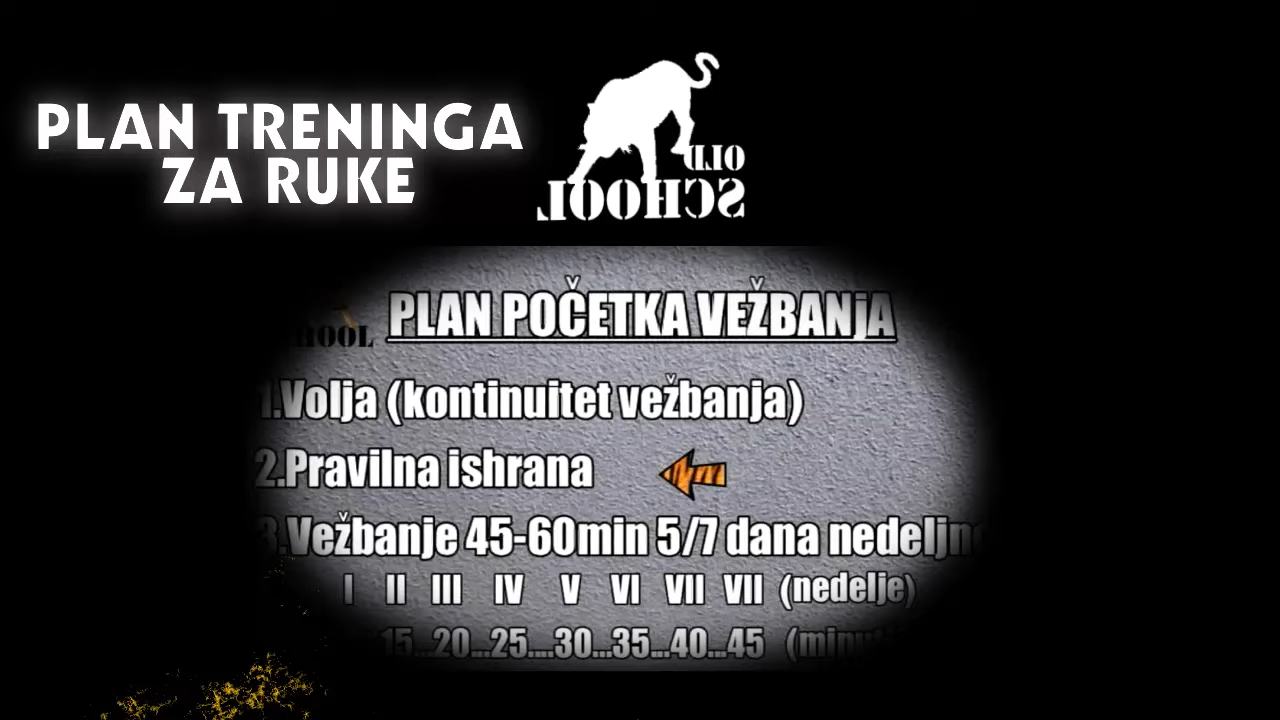 PLAN TRENINGA
ZA RUKE
OLD
SCHOOL
HOOL
PLAN POČETKA VEŽBANjA
1.Volja (kontinuitet vežbanja)
2.Pravilna ishrana
3.Vežbanje 45-60min 5/7 dana nedeljno
I II III IV V VI VII VII (nedelje)
15...20...25....30...35...40...45